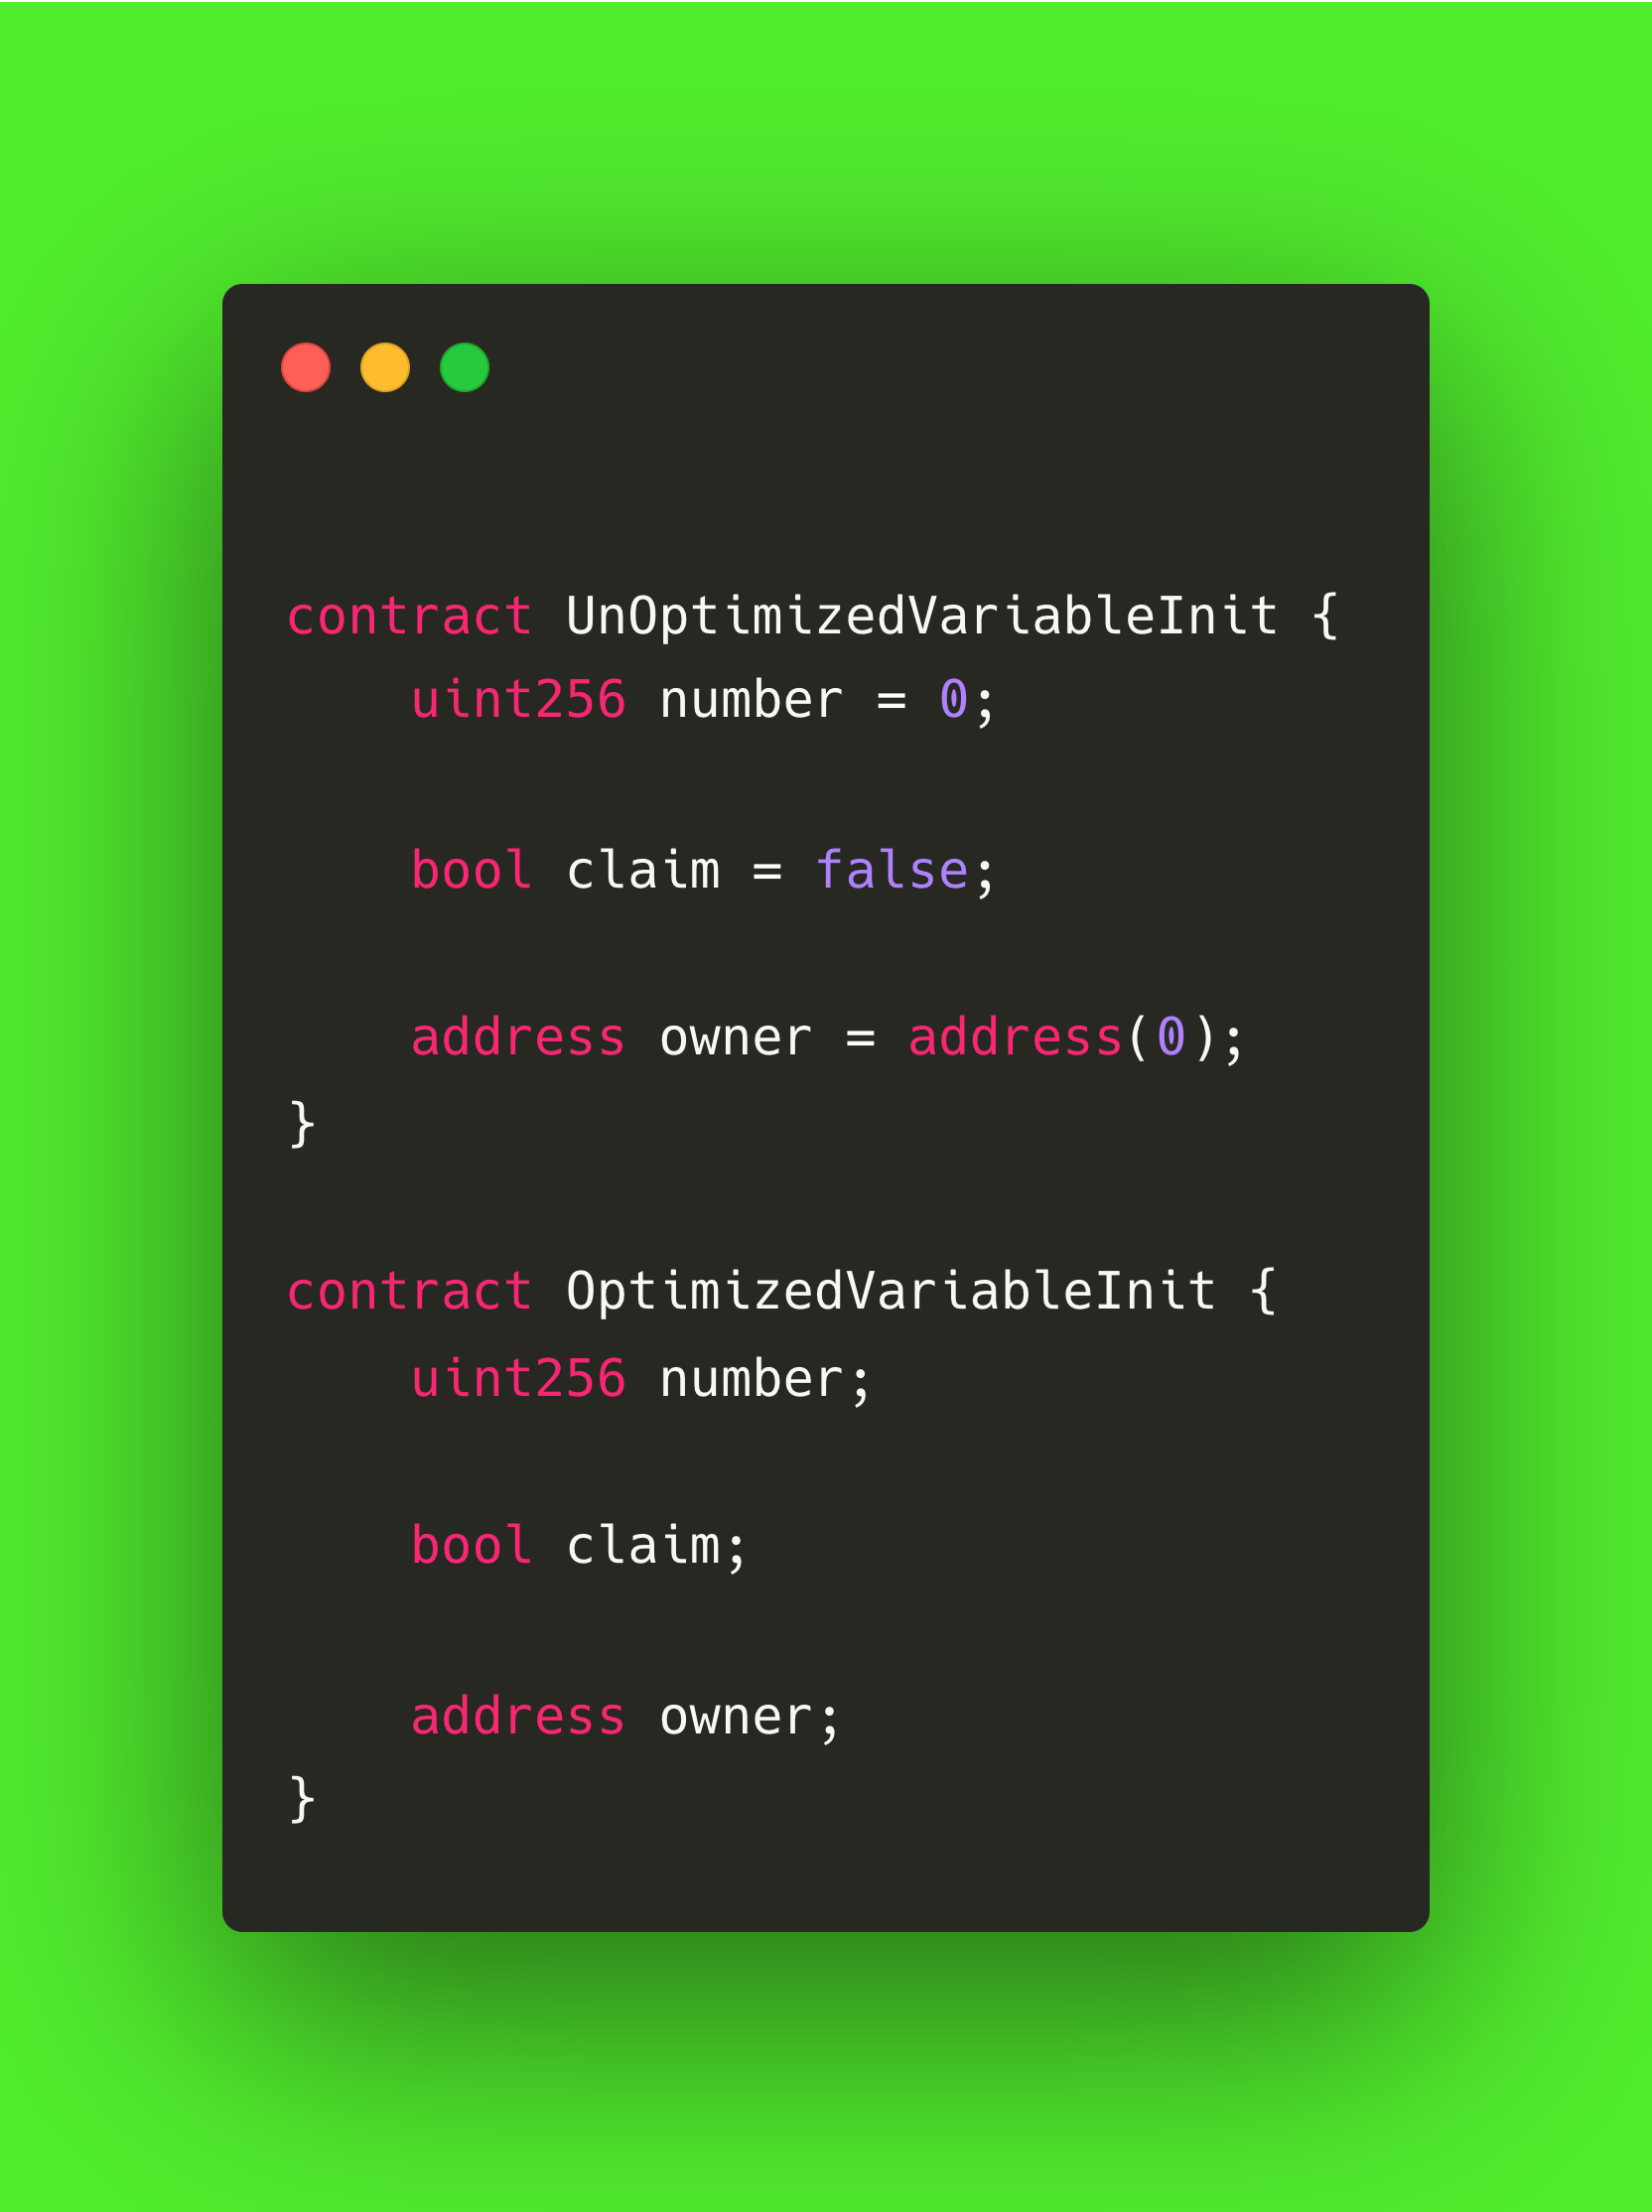 contract UnOptimizedVariableInit {
    uint256 number = 0;
    bool claim = false;
    address owner = address(0);
}
contract OptimizedVariableInit {
    uint256 number;
    bool claim;
    address owner;
}